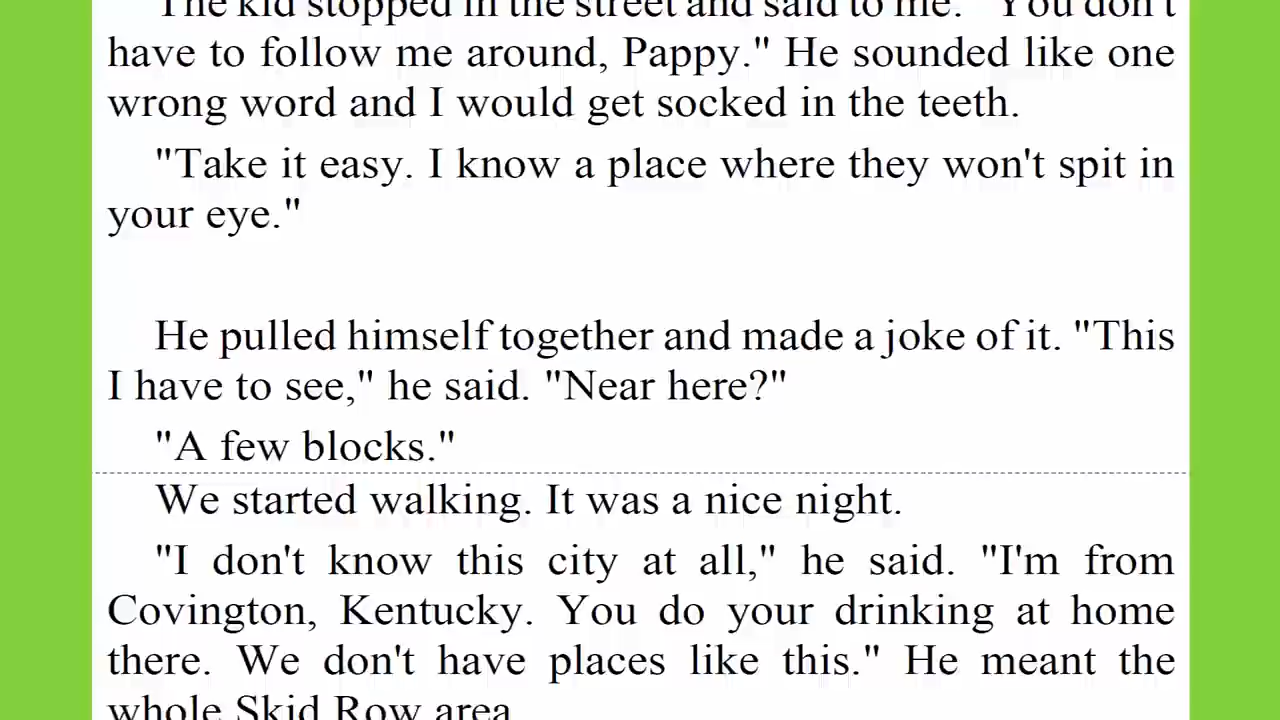 The kid stopped in the street and said to me: "You don't
have to follow me around, Pappy." He sounded like one
wrong word and I would get socked in the teeth.
"Take it easy. I know a place where they won't spit in
your eye."
He pulled himself together and made a joke of it. "This
I have to see," he said. "Near here?"
"A few blocks."
We started walking. It was a nice night.
"I don't know this city at all," he said. "I'm from
Covington, Kentucky. You do your drinking at home
there. We don't have places like this." He meant the
whole Skid Row area